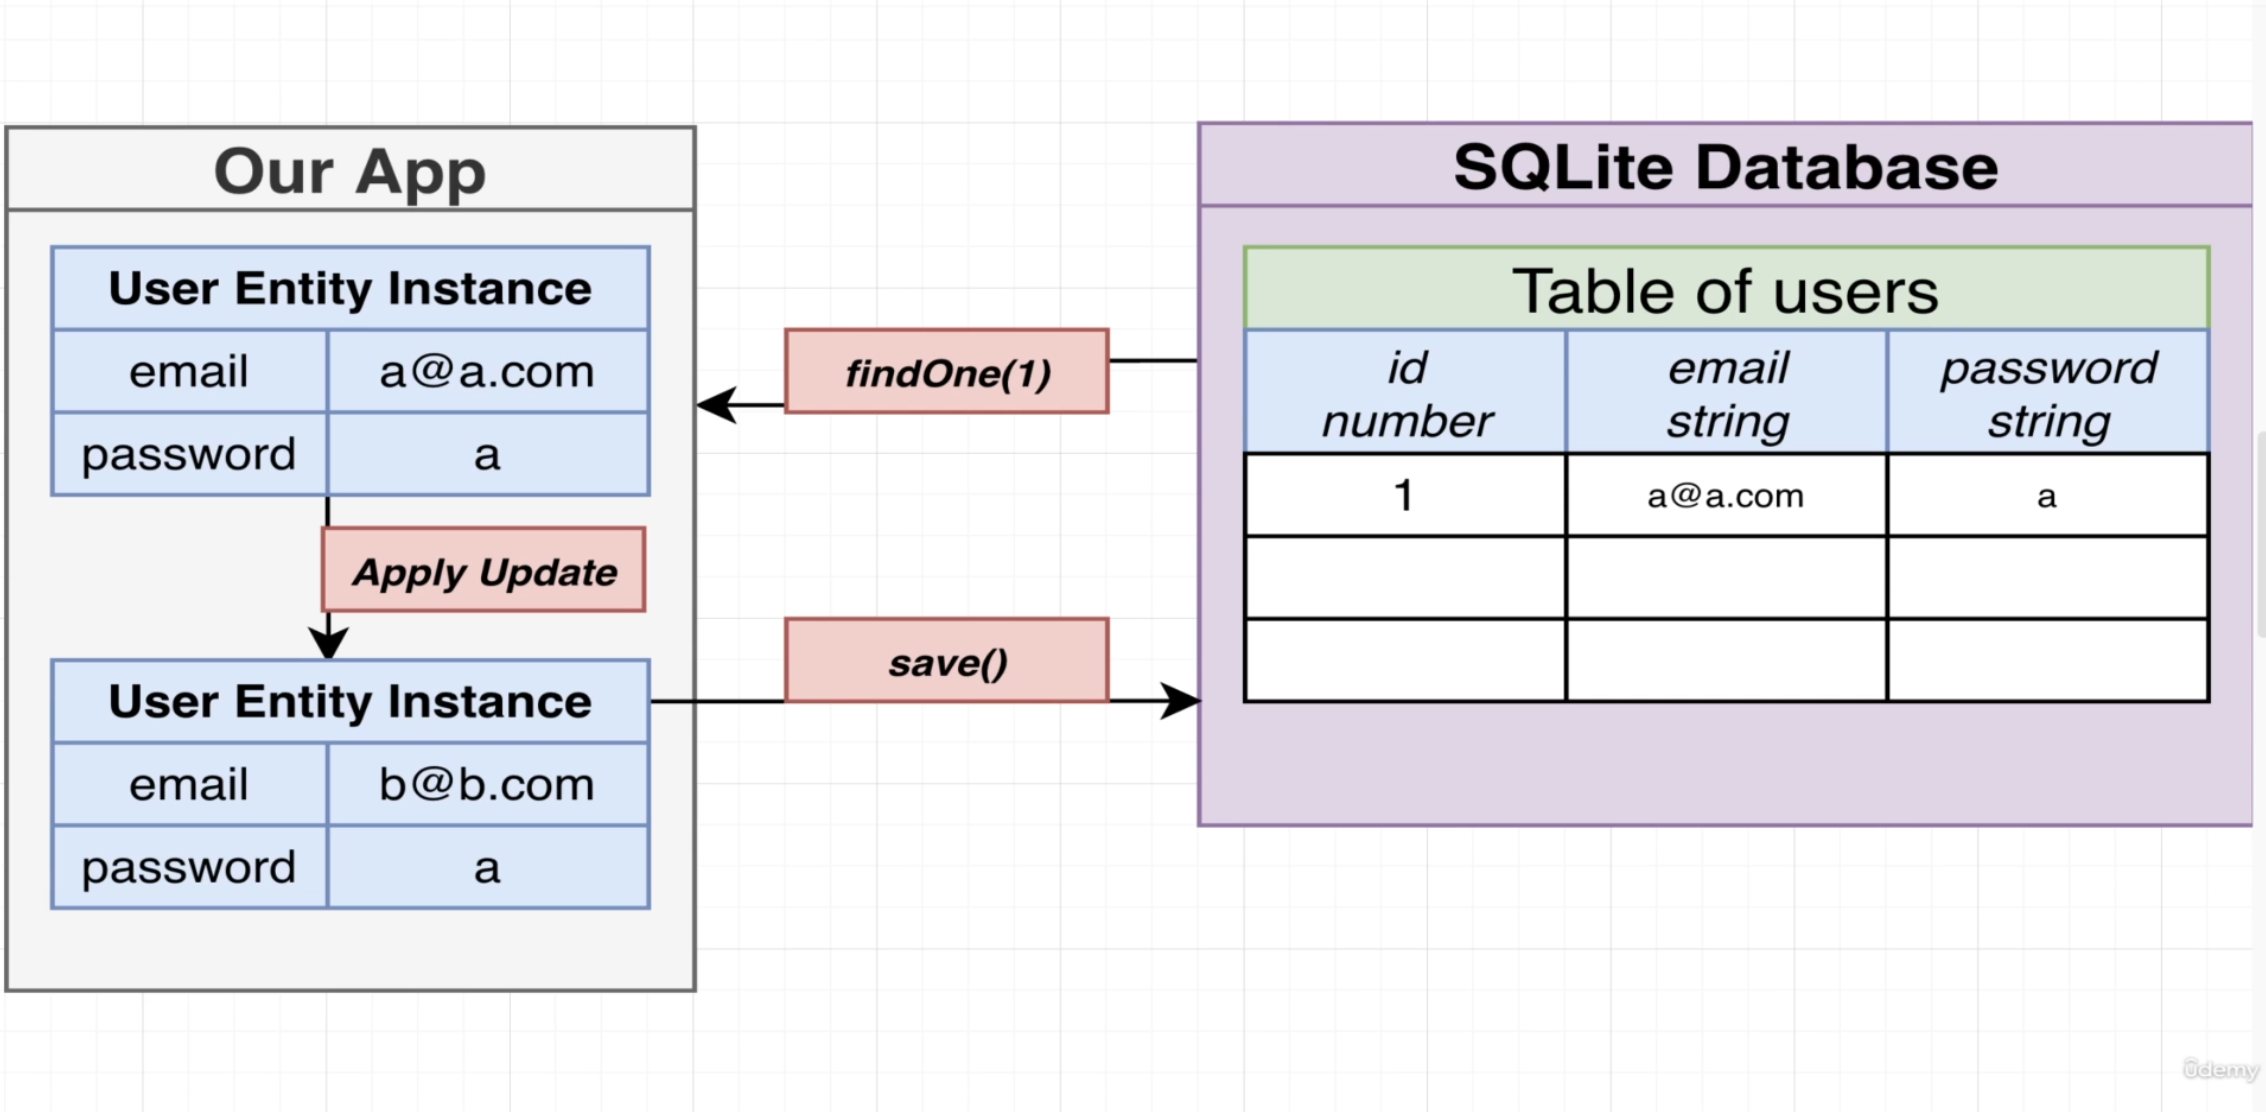 Our App
User Entity Instance
email a@a.com
password a
Apply Update
User Entity Instance
email b@b.com
password a
findOne(1)
save()
SQLite Database
Table of users
id email password
number string string
1 a@a.com a
ûdemy